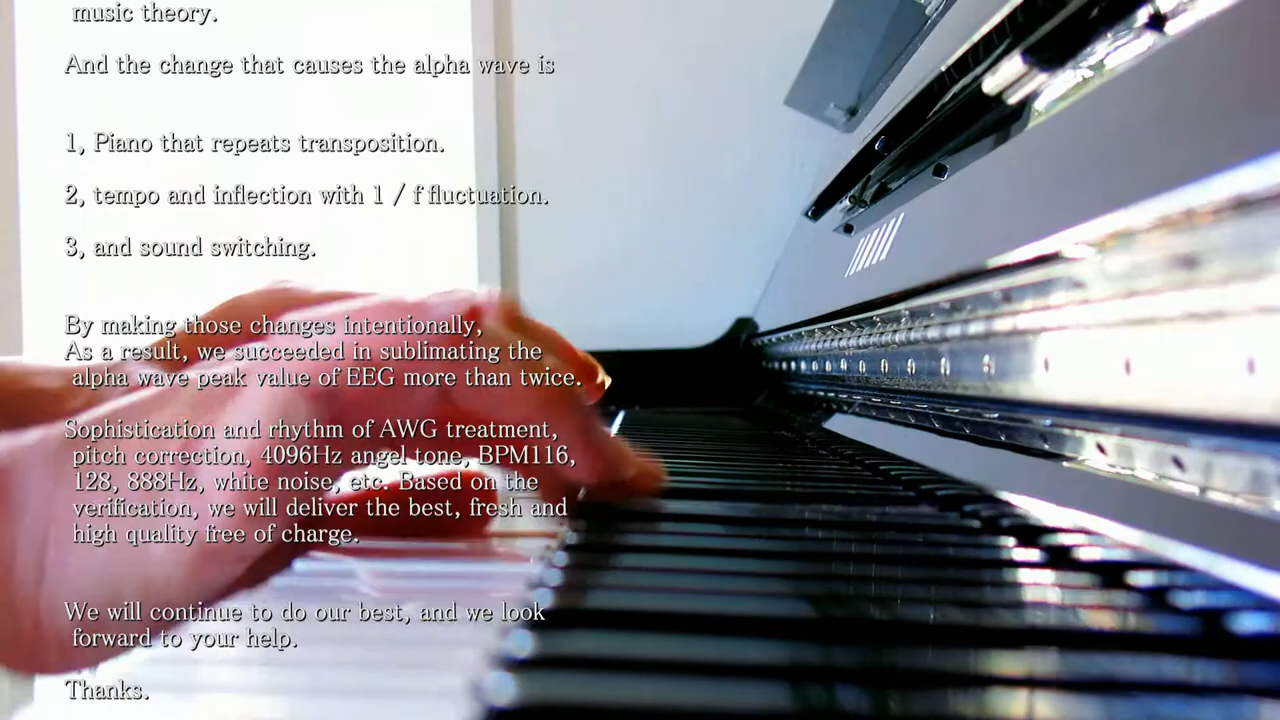 music theory.
And the change that causes the alpha wave is
1, Piano that repeats transposition.
2, tempo and inflection with 1 / f fluctuation.
3, and sound switching.
By making those changes intentionally,
As a result, we succeeded in sublimating the
alpha wave peak value of EEG more than twice.
Sophistication and rhythm of AWG treatment,
pitch correction, 4096Hz angel tone, BPM116,
128, 888Hz, white noise, etc. Based on the
verification, we will deliver the best, fresh and
high quality free of charge.
We will continue to do our best, and we look
forward to your help.
Thanks.